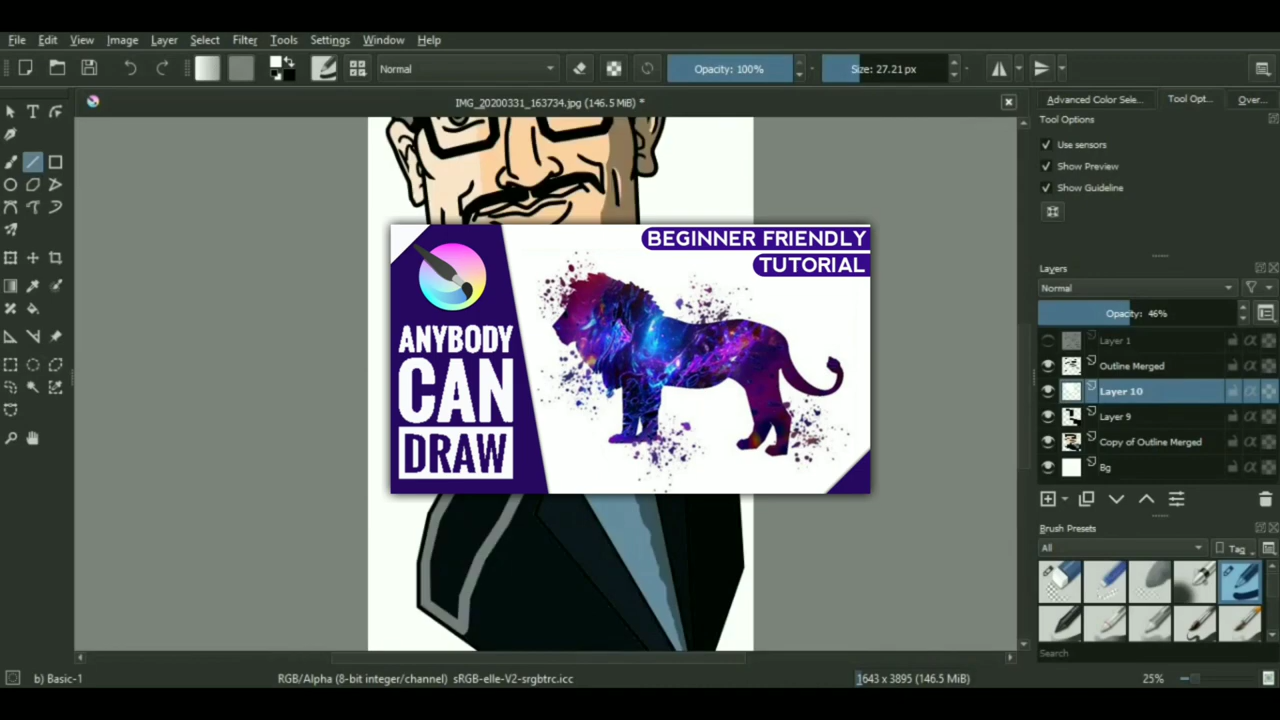 File Edit View Image Layer Select Filter Tools Settings Window Help
Normal Opacity: 100% Size: 27.21 px
IMG_20200331_163734.jpg (146.5 MiB) *
Advanced Color Sele... Tool Opt... Over...
Tool Options
Use sensors
Show Preview
Show Guideline
BEGINNER FRIENDLY
TUTORIAL
ANYBODY
CAN
DRAW
Layers
Normal
Opacity: 46%
Layer 1
Outline Merged
Layer 10
Layer 9
Copy of Outline Merged
Bg
Brush Presets
All Tag
Search
b) Basic-1 RGB/Alpha (8-bit integer/channel) sRGB-elle-V2-srgbtrc.icc 1643 x 3895 (146.5 MiB) 25%